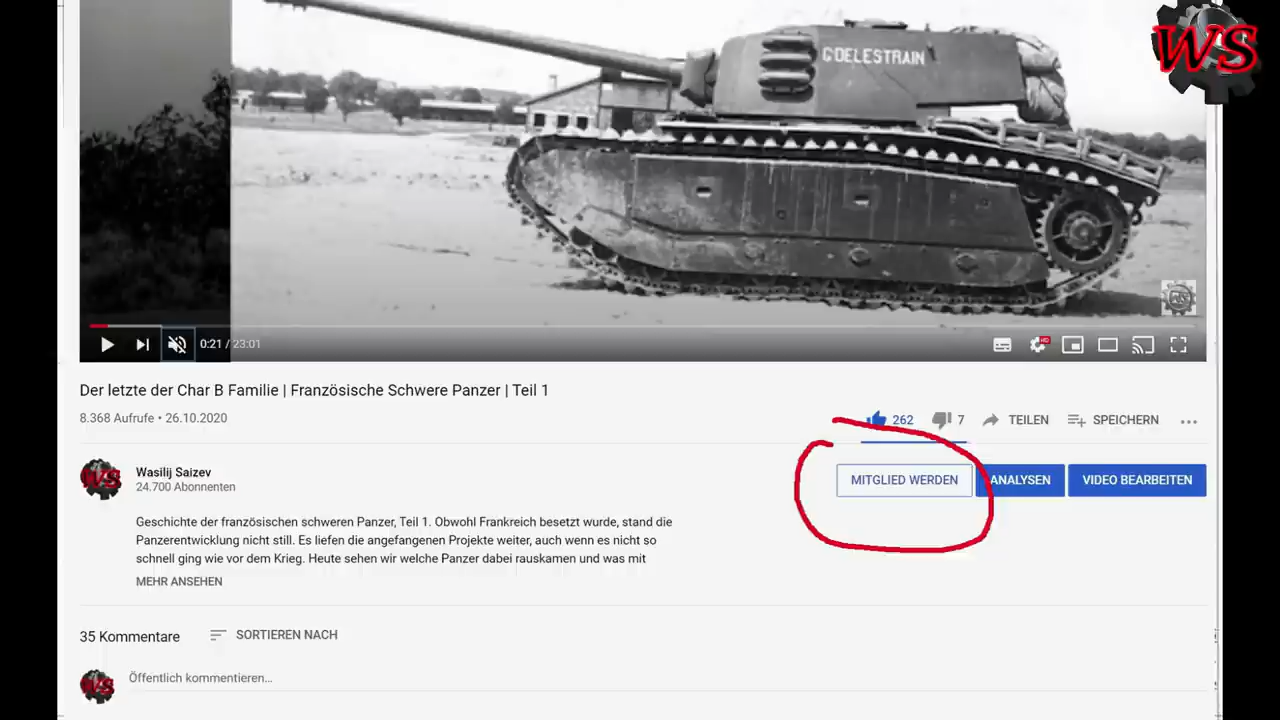 WS
G'DELESTRAIN
0:21 / 23:01
HD
Der letzte der Char B Familie | Französische Schwere Panzer | Teil 1
8.368 Aufrufe • 26.10.2020
262
7
TEILEN
SPEICHERN
WS
Wasilij Saizev
24.700 Abonnenten
MITGLIED WERDEN
ANALYSEN
VIDEO BEARBEITEN
Geschichte der französischen schweren Panzer, Teil 1. Obwohl Frankreich besetzt wurde, stand die
Panzerentwicklung nicht still. Es liefen die angefangenen Projekte weiter, auch wenn es nicht so
schnell ging wie vor dem Krieg. Heute sehen wir welche Panzer dabei rauskamen und was mit
MEHR ANSEHEN
35 Kommentare
SORTIEREN NACH
WS
Öffentlich kommentieren...